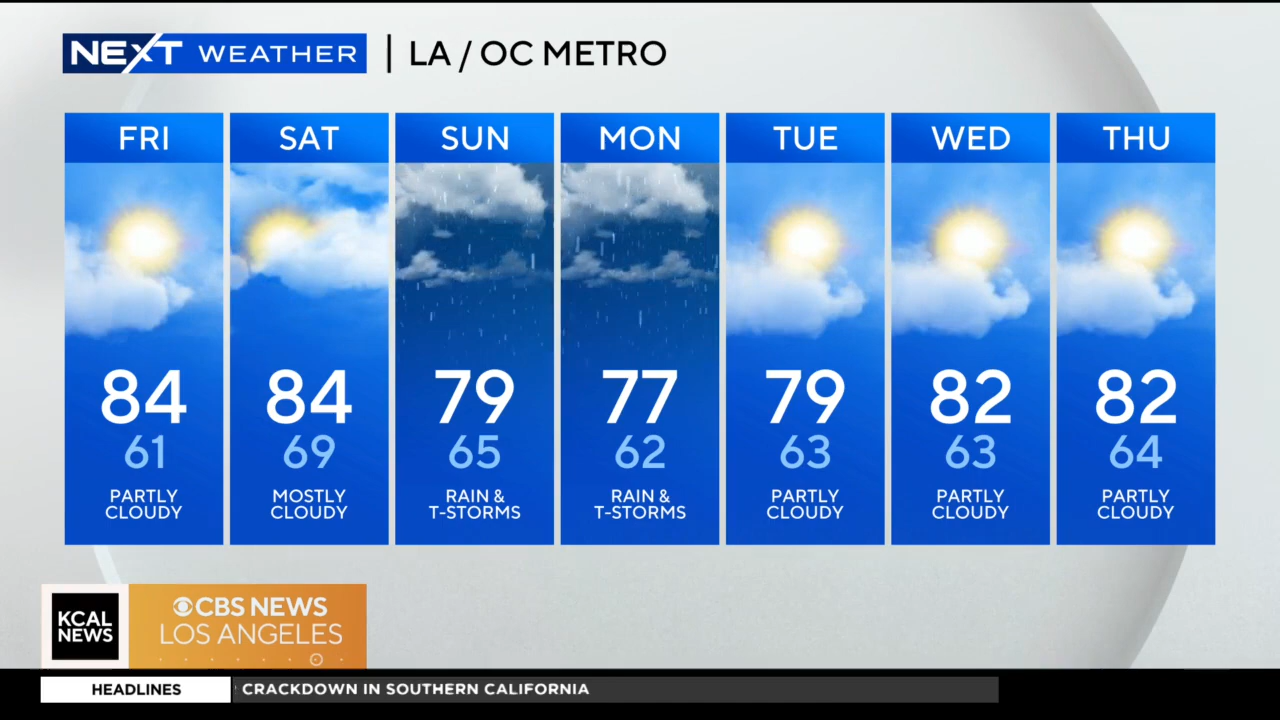 NEXT WEATHER | LA / OC METRO
FRI
84
61
PARTLY
CLOUDY
SAT
84
69
MOSTLY
CLOUDY
SUN
79
65
RAIN &
T-STORMS
MON
77
62
RAIN &
T-STORMS
TUE
79
63
PARTLY
CLOUDY
WED
82
63
PARTLY
CLOUDY
THU
82
64
PARTLY
CLOUDY
KCAL
NEWS
CBS NEWS
LOS ANGELES
HEADLINES
CRACKDOWN IN SOUTHERN CALIFORNIA